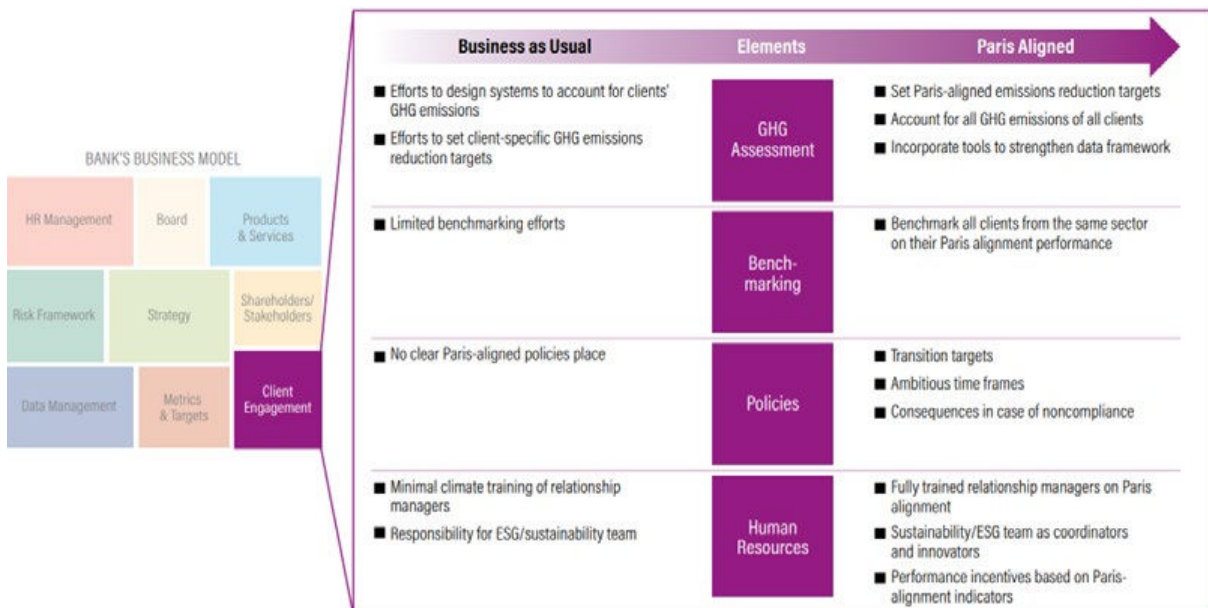 BANK'S BUSINESS MODEL
HR Management
Board
Products
& Services
Risk Framework
Strategy
Shareholders/
Stakeholders
Data Management
Metrics
& Targets
Client
Engagement
Business as Usual
Elements
Paris Aligned
■ Efforts to design systems to account for clients'
GHG emissions
■ Efforts to set client-specific GHG emissions
reduction targets
GHG
Assessment
■ Set Paris-aligned emissions reduction targets
■ Account for all GHG emissions of all clients
■ Incorporate tools to strengthen data framework
■ Limited benchmarking efforts
Bench-
marking
■ Benchmark all clients from the same sector
on their Paris alignment performance
■ No clear Paris-aligned policies place
Policies
■ Transition targets
■ Ambitious time frames
■ Consequences in case of noncompliance
■ Minimal climate training of relationship
managers
■ Responsibility for ESG/sustainability team
Human
Resources
■ Fully trained relationship managers on Paris
alignment
■ Sustainability/ESG team as coordinators
and innovators
■ Performance incentives based on Paris-
alignment indicators